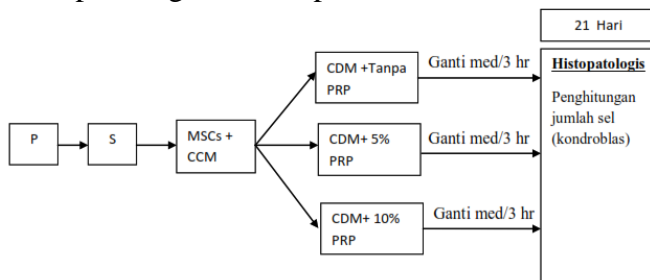 21 Hari
P
S
MSCs +
CCM
CDM +Tanpa
PRP
Ganti med/3 hr
CDM+ 5%
PRP
Ganti med/3 hr
CDM+ 10%
PRP
Ganti med/3 hr
Histopatologis
Penghitungan
jumlah sel
(kondroblas)